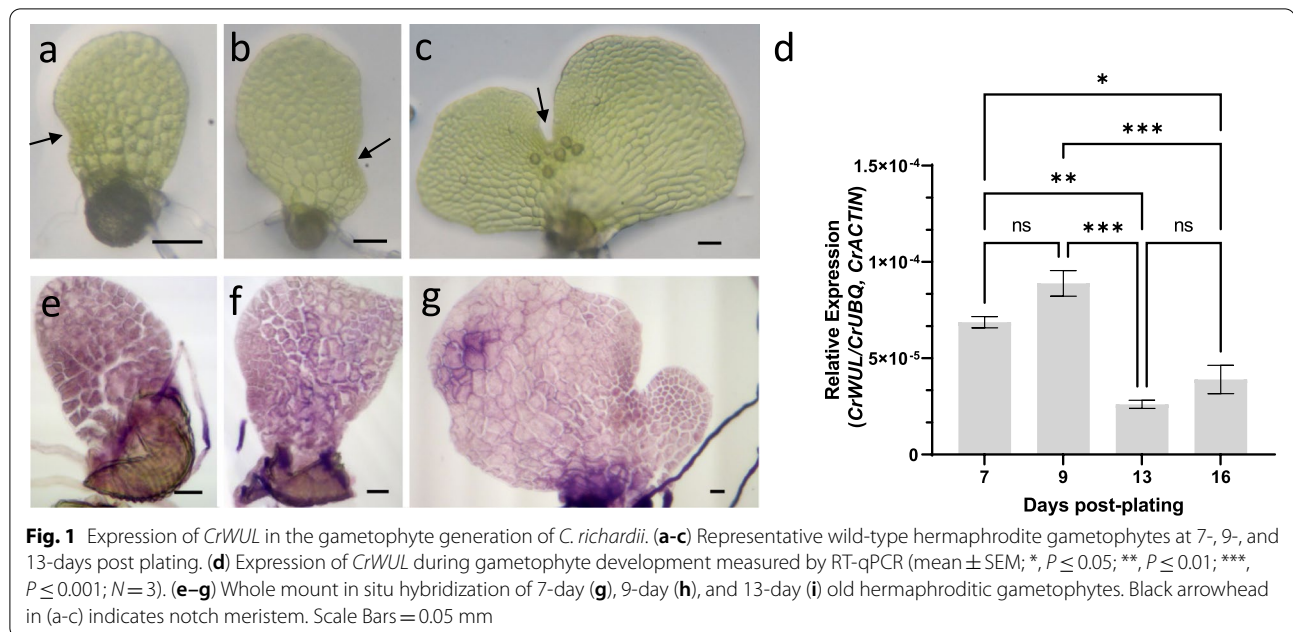 a
b
c
d
*
***
**
ns
***
ns
1.5×10⁻⁴
1×10⁻⁴
5×10⁻⁵
0
Relative Expression
(CrWUL/CrUBQ, CrACTIN)
7 9 13 16
Days post-plating
e
f
g
Fig. 1 Expression of CrWUL in the gametophyte generation of C. richardii. (a-c) Representative wild-type hermaphrodite gametophytes at 7-, 9-, and
13-days post plating. (d) Expression of CrWUL during gametophyte development measured by RT-qPCR (mean ± SEM; *, P ≤ 0.05; **, P ≤ 0.01; ***,
P ≤ 0.001; N = 3). (e–g) Whole mount in situ hybridization of 7-day (g), 9-day (h), and 13-day (i) old hermaphroditic gametophytes. Black arrowhead
in (a-c) indicates notch meristem. Scale Bars = 0.05 mm